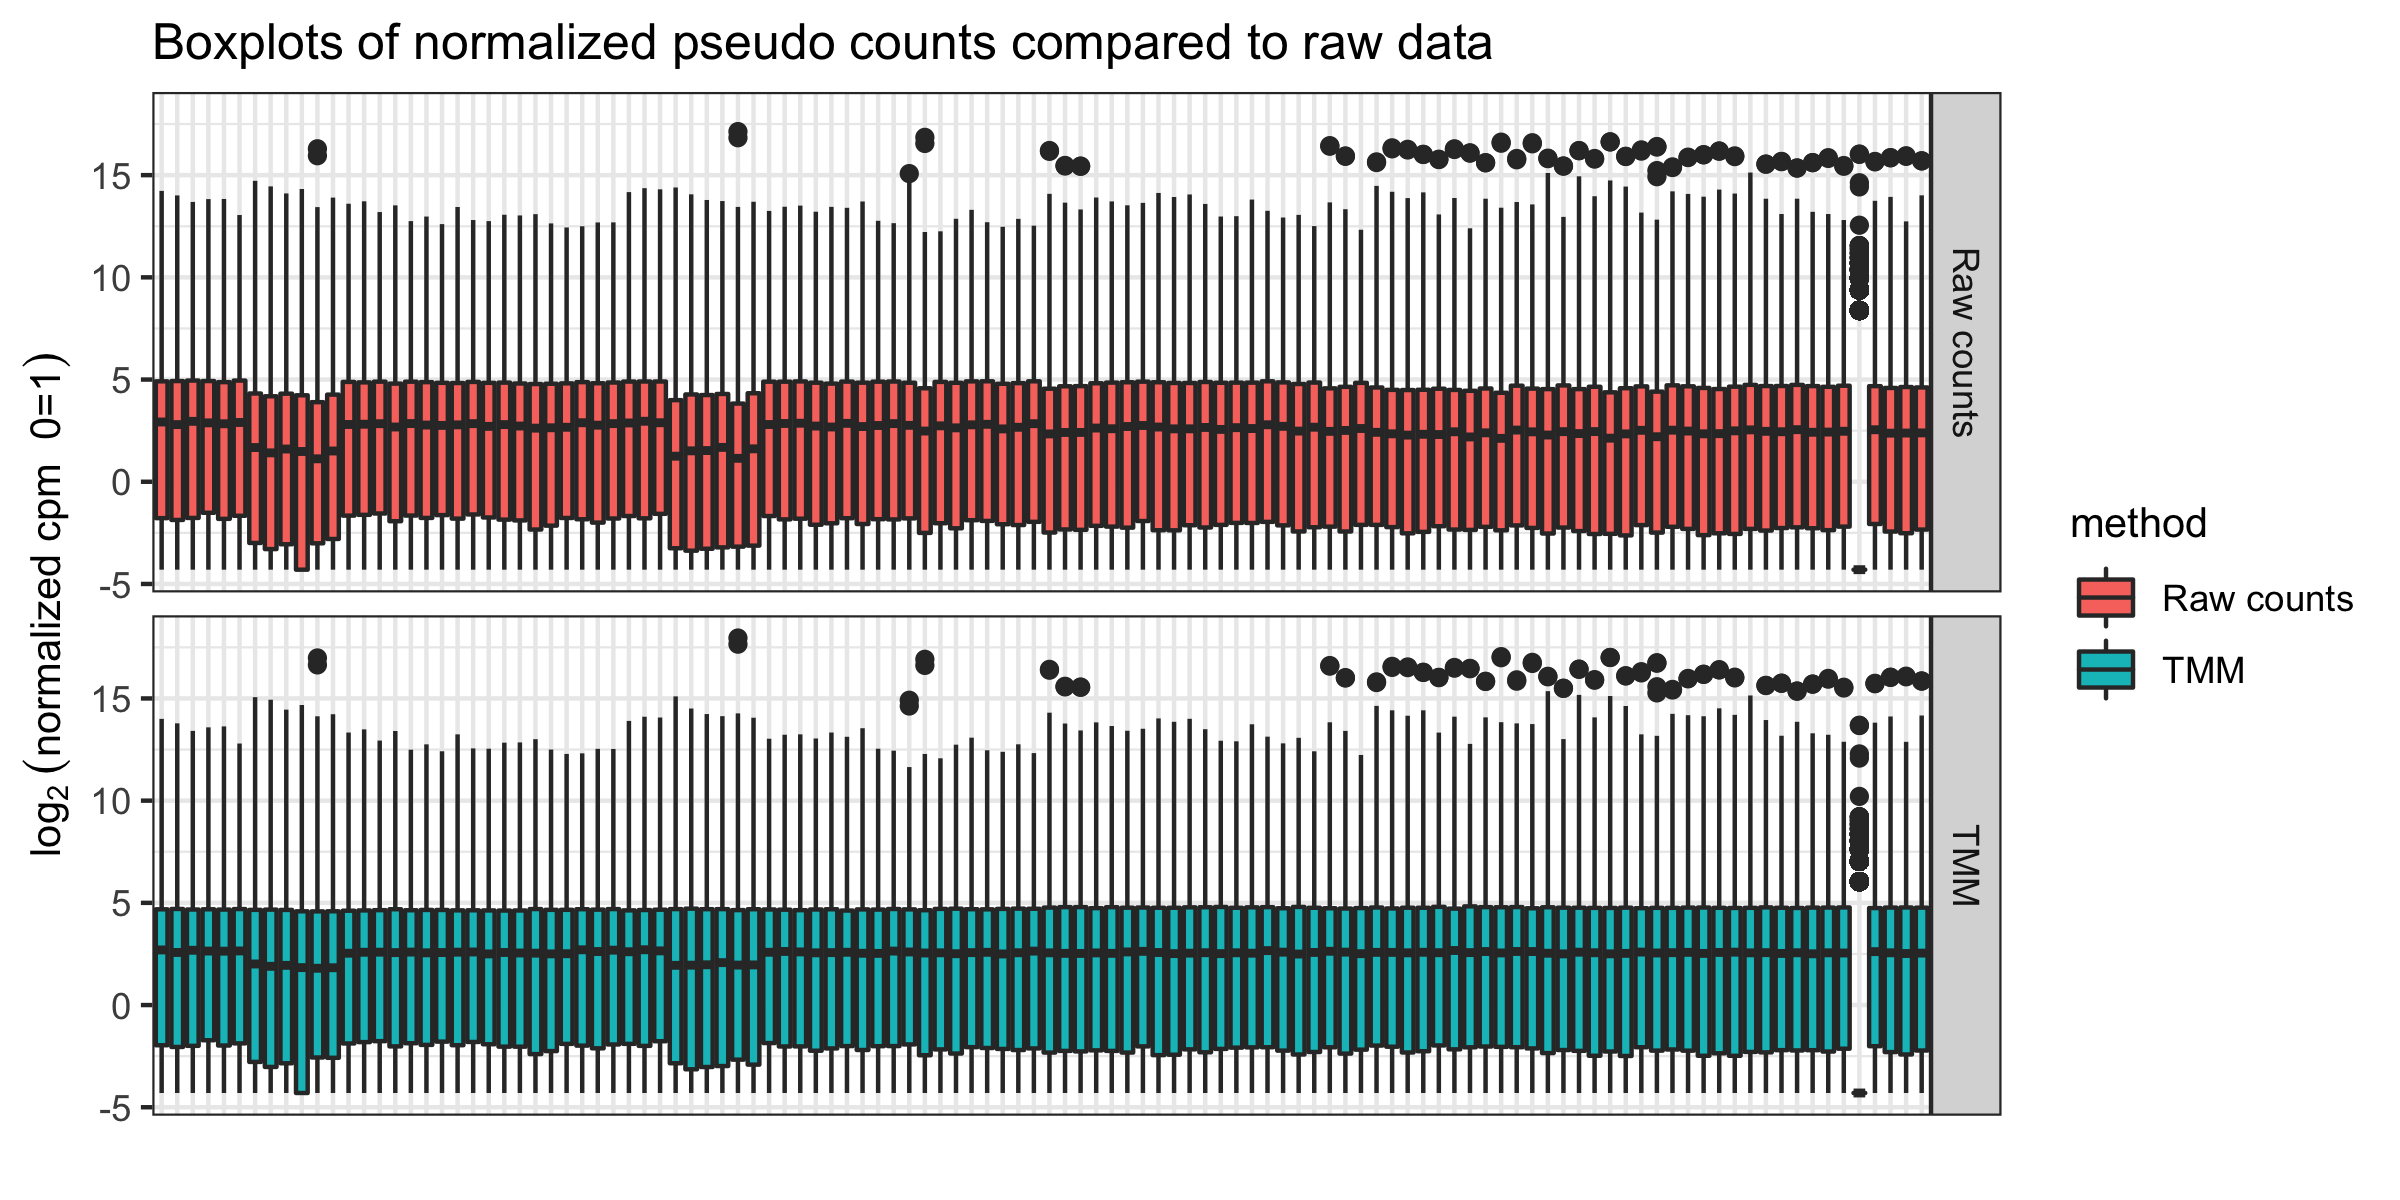 Boxplots of normalized pseudo counts compared to raw data
log₂ (normalized cpm 0=1)
15
10
5
0
-5
Raw counts
15
10
5
0
-5
TMM
method
Raw counts
TMM